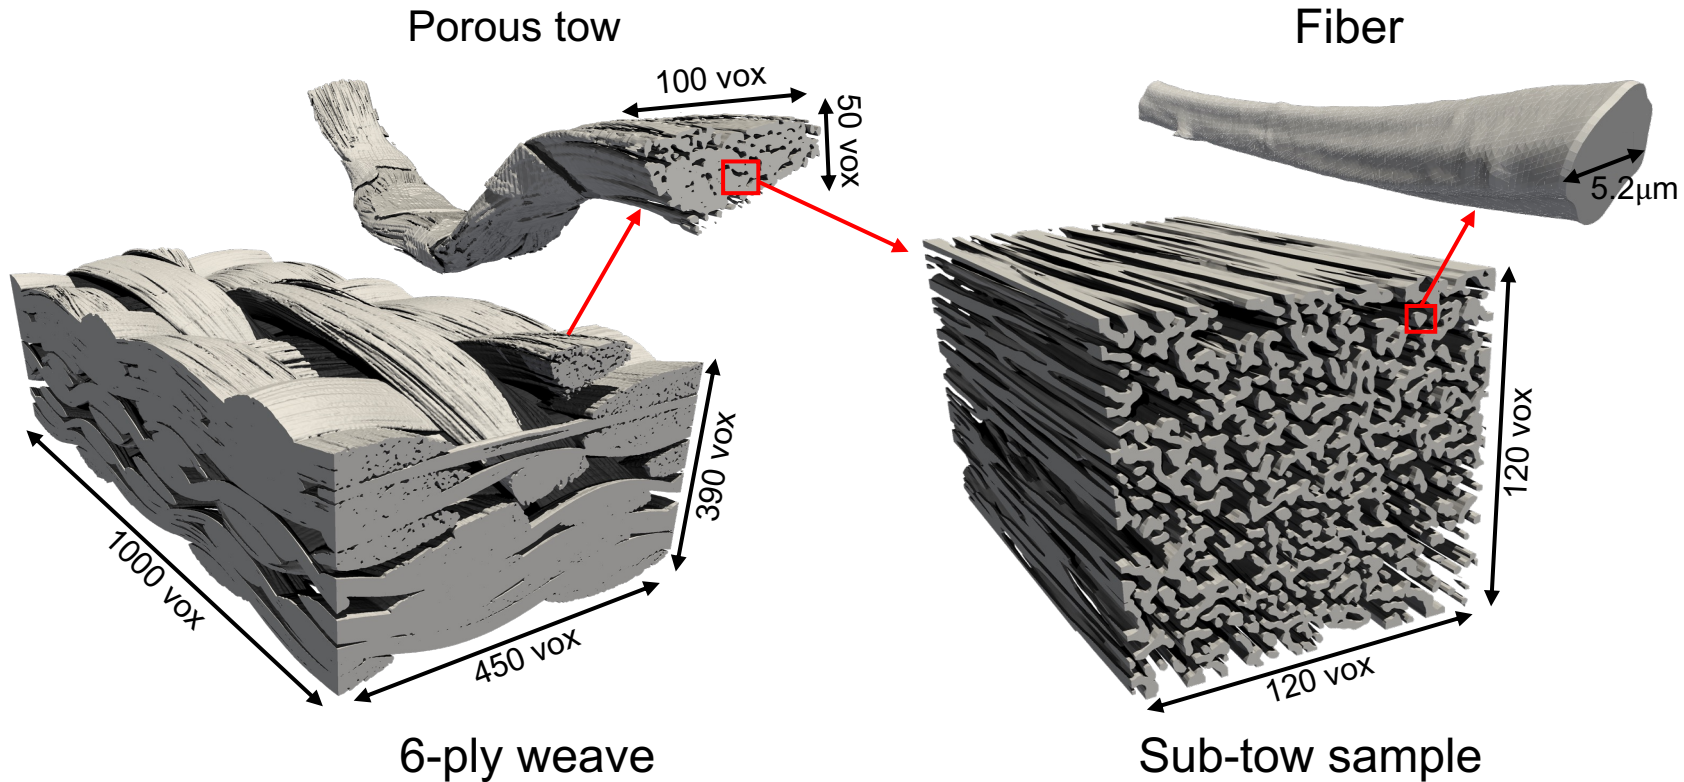 Porous tow
Fiber
100 vox
50 vox
5.2μm
1000 vox
450 vox
390 vox
120 vox
120 vox
6-ply weave
Sub-tow sample